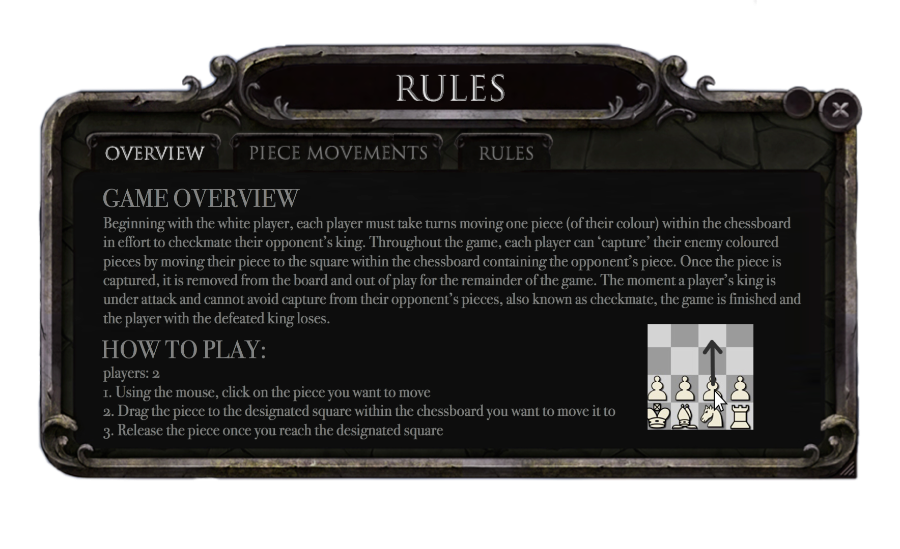 RULES
OVERVIEW PIECE MOVEMENTS RULES
GAME OVERVIEW
Beginning with the white player, each player must take turns moving one piece (of their colour) within the chessboard
in effort to checkmate their opponent's king. Throughout the game, each player can ‘capture’ their enemy coloured
pieces by moving their piece to the square within the chessboard containing the opponent's piece. Once the piece is
captured, it is removed from the board and out of play for the remainder of the game. The moment a player's king is
under attack and cannot avoid capture from their opponent's pieces, also known as checkmate, the game is finished and
the player with the defeated king loses.
HOW TO PLAY:
players: 2
1. Using the mouse, click on the piece you want to move
2. Drag the piece to the designated square within the chessboard you want to move it to
3. Release the piece once you reach the designated square